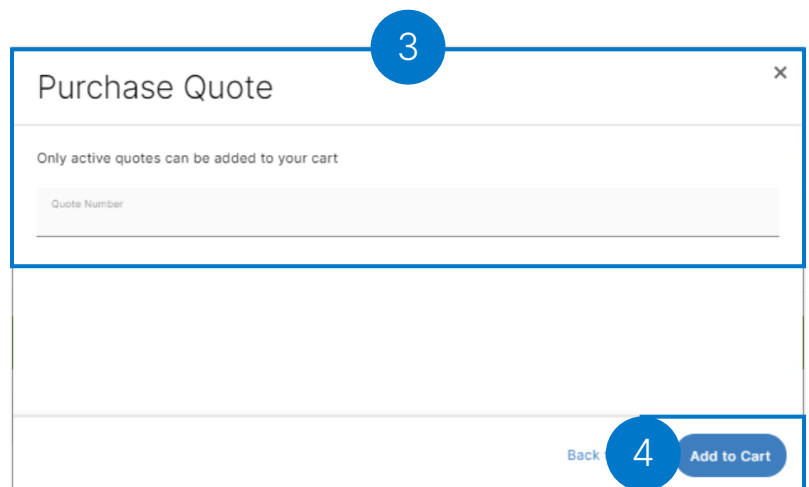 3
Purchase Quote
×
Only active quotes can be added to your cart
Quote Number
Back
4
Add to Cart